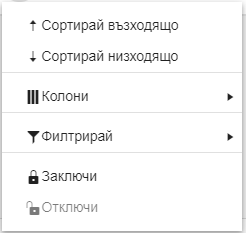 Сортирай възходящо
Сортирай низходящо
Колони
Филтрирай
Заключи
Отключи